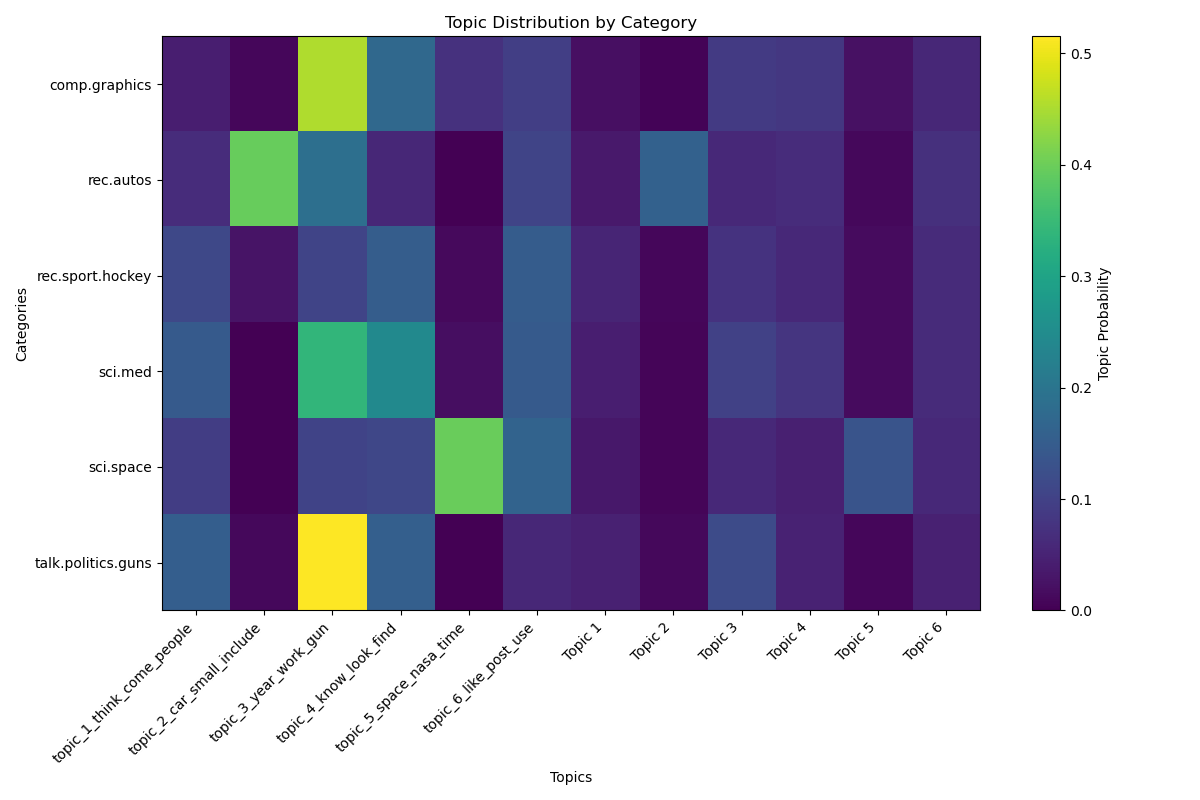 Topic Distribution by Category
Categories
comp.graphics
rec.autos
rec.sport.hockey
sci.med
sci.space
talk.politics.guns
topic_1_think_come_people
topic_2_car_small_include
topic_3_year_work_gun
topic_4_know_look_find
topic_5_space_nasa_time
topic_6_like_post_use
Topic 1
Topic 2
Topic 3
Topic 4
Topic 5
Topic 6
Topics
0.5
0.4
0.3
0.2
0.1
0.0
Topic Probability